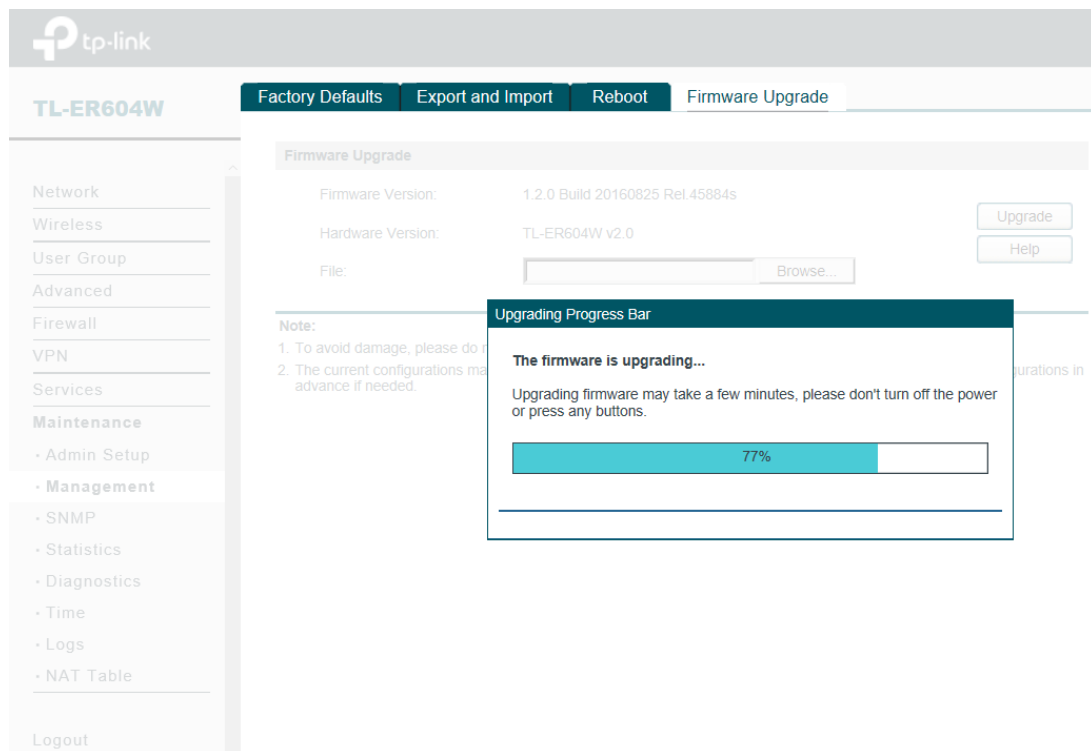 tp-link
TL-ER604W
Factory Defaults
Export and Import
Reboot
Firmware Upgrade
Network
Wireless
User Group
Advanced
Firewall
VPN
Services
Maintenance
· Admin Setup
· Management
· SNMP
· Statistics
· Diagnostics
· Time
· Logs
· NAT Table
Logout
Firmware Upgrade
Firmware Version: 1.2.0 Build 20160825 Rel.45884s
Hardware Version: TL-ER604W v2.0
File: Browse...
Upgrade
Help
Note:
1. To avoid damage, please do
2. The current configurations
advance if needed.
in
Upgrading Progress Bar
The firmware is upgrading...
Upgrading firmware may take a few minutes, please don't turn off the power
or press any buttons.
77%